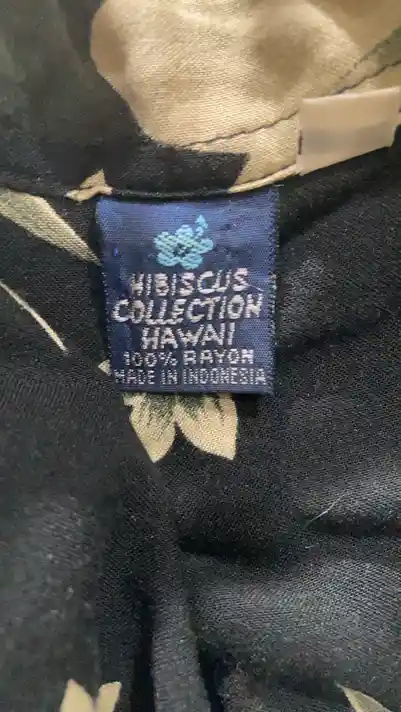 HIBISCUS
COLLECTION
HAWAII
100% RAYON
MADE IN INDONESIA